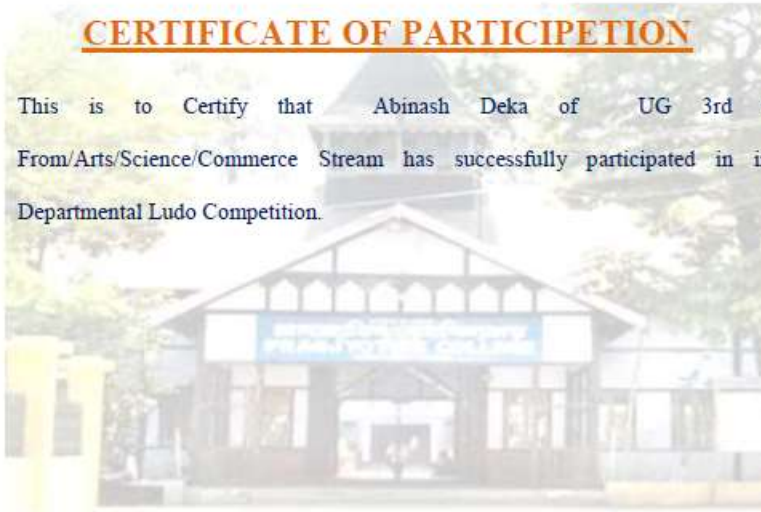 CERTIFICATE OF PARTICIPETION
This is to Certify that Abinash Deka of UG 3rd
From/Arts/Science/Commerce Stream has successfully participated in
Departmental Ludo Competition.
COLLEGE